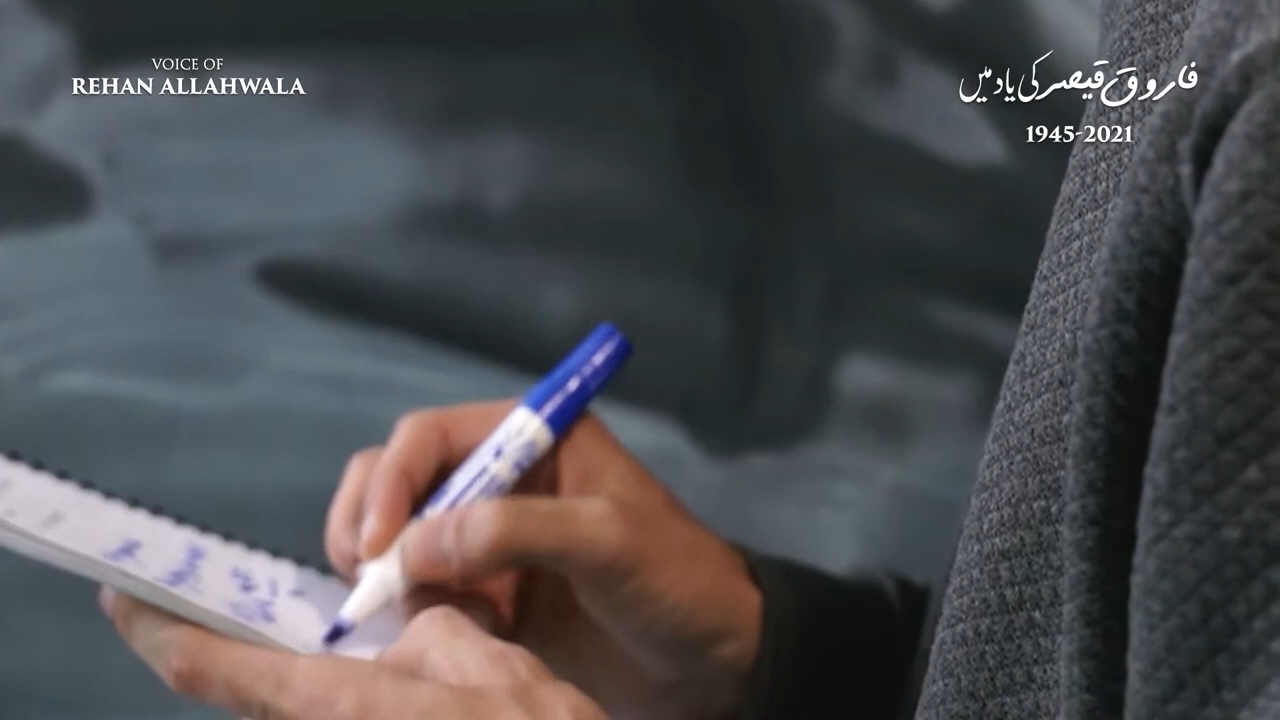 VOICE OF
REHAN ALLAHWALA
فاروق قیصر کی یاد میں
1945-2021